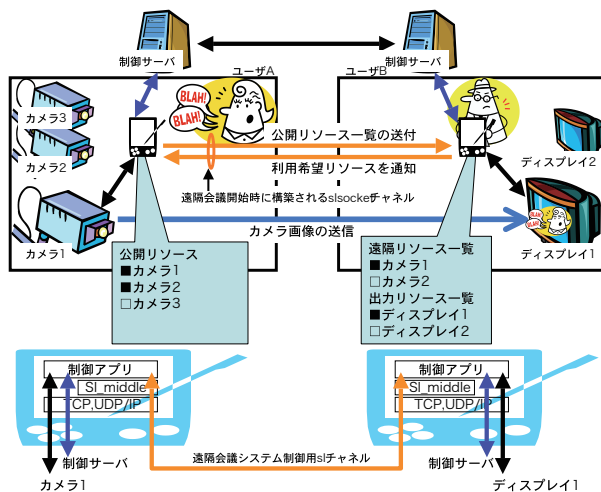 制御サーバ
制御サーバ
ユーザA
ユーザB
カメラ3
カメラ2
カメラ1
BLAH!
BLAH!
公開リソース一覧の送付
利用希望リソースを通知
遠隔会議開始時に構築されるslsocketチャネル
カメラ画像の送信
ディスプレイ2
BLAH!
BLAH!
ディスプレイ1
公開リソース
■カメラ1
■カメラ2
□カメラ3
遠隔リソース一覧
■カメラ1
□カメラ2
出力リソース一覧
■ディスプレイ1
□ディスプレイ2
制御アプリ
SI_middle
TCP,UDP/IP
制御サーバ
カメラ1
遠隔会議システム制御用slチャネル
制御アプリ
SI_middle
TCP,UDP/IP
制御サーバ
ディスプレイ1